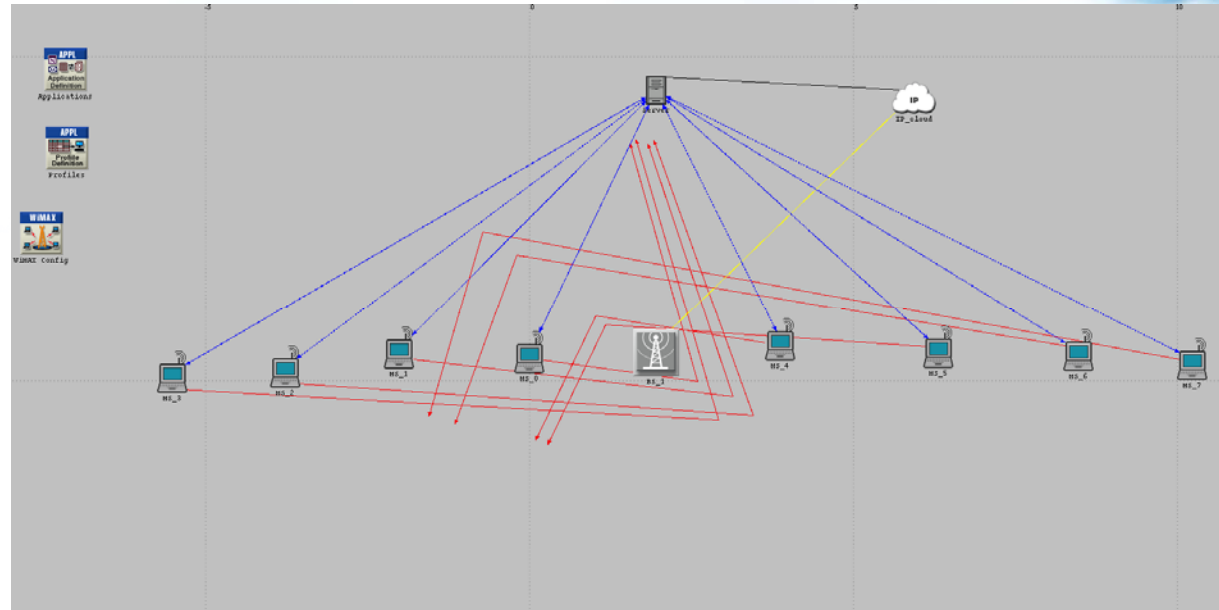 -5 0 5 10
APPL
Application
Definition
Applications
APPL
Profile
Definition
Profiles
WiMAX
WiMAX Config
Server
IP
IP_cloud
MS_3
MS_2
MS_1
MS_0
BS_1
MS_4
MS_5
MS_6
MS_7